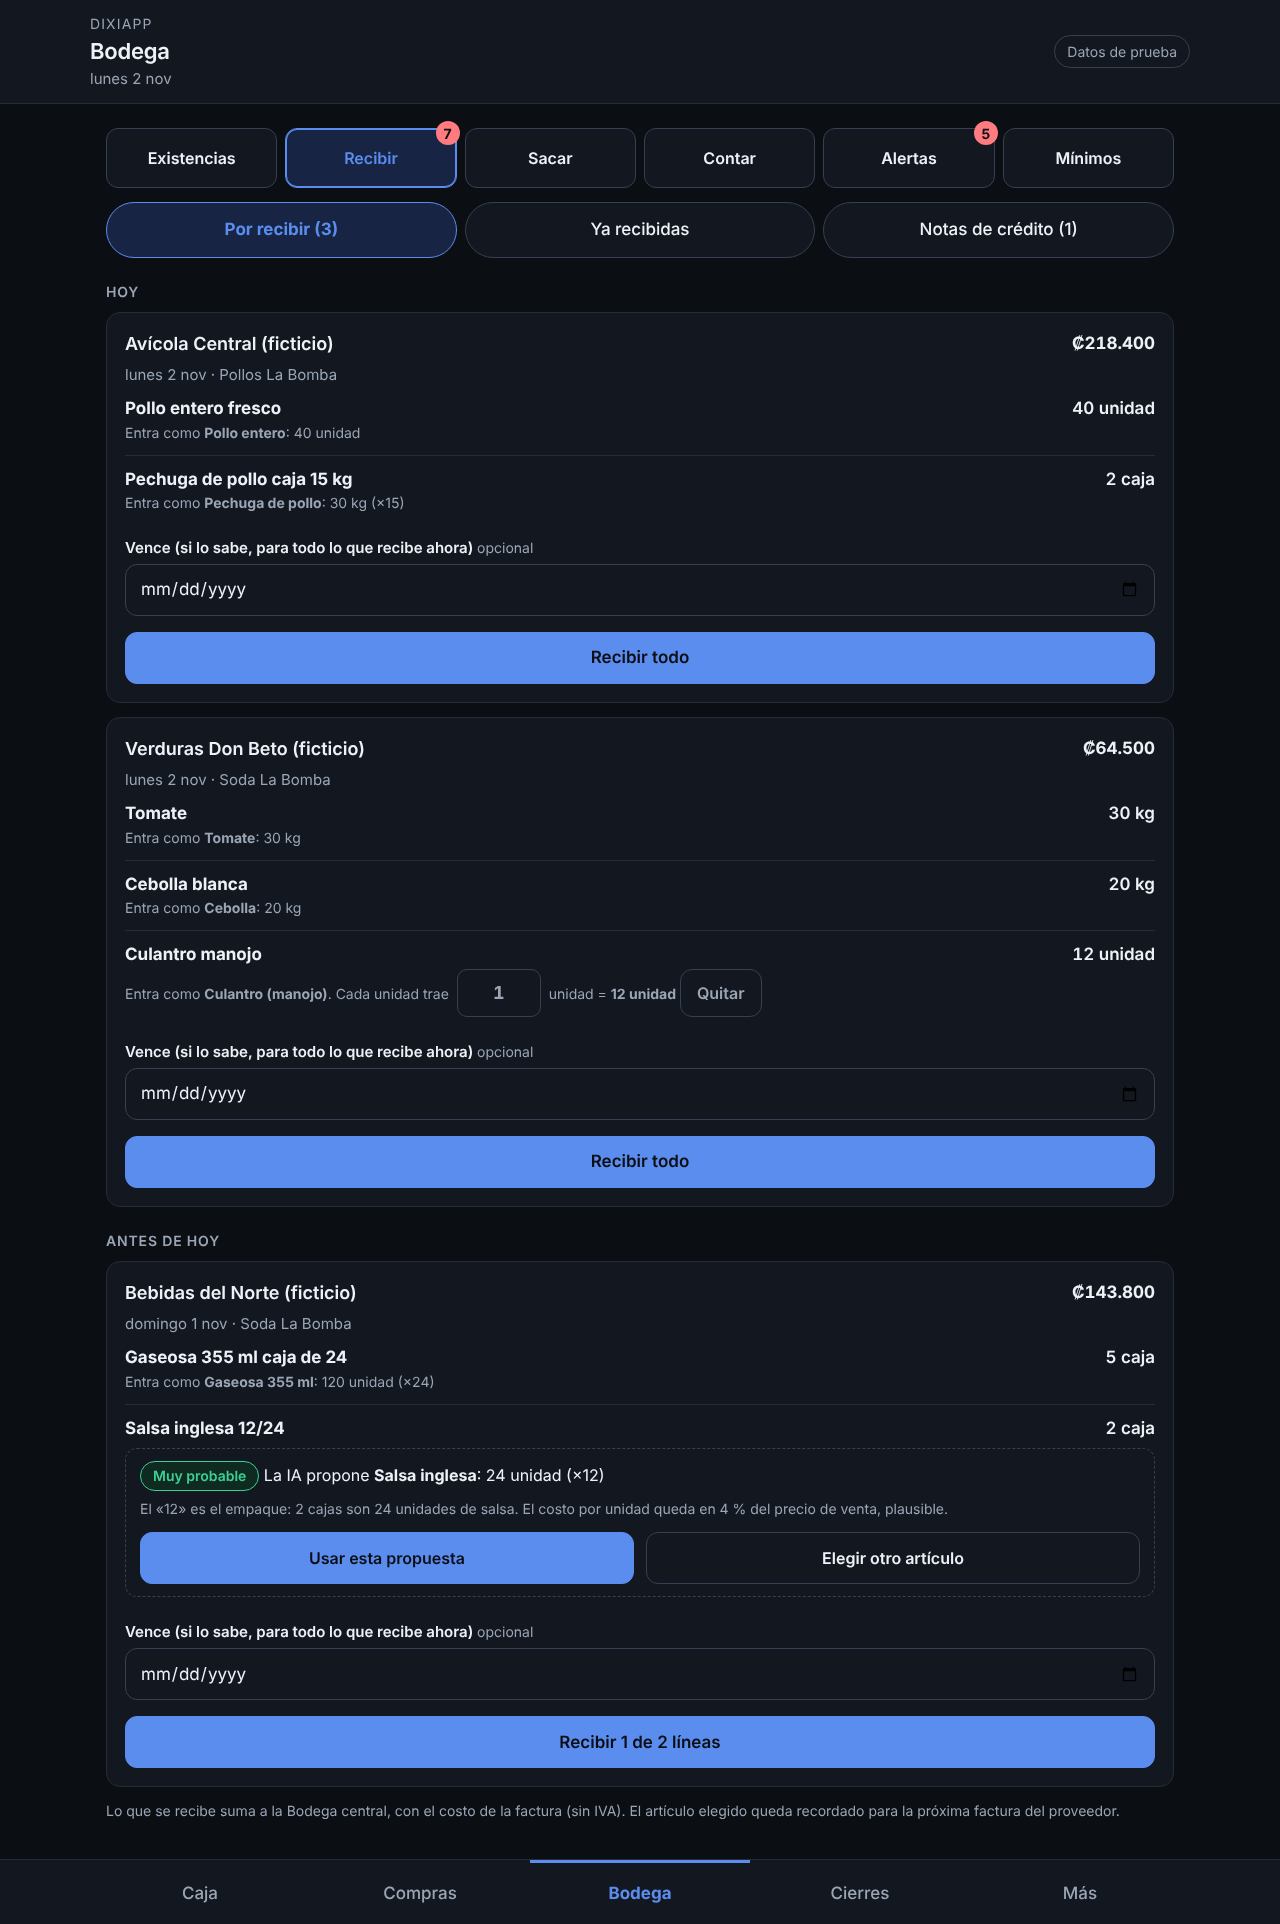 DIXIAPP
Bodega
lunes 2 nov
Datos de prueba
Existencias
Recibir
7
Sacar
Contar
Alertas
5
Mínimos
Por recibir (3)
Ya recibidas
Notas de crédito (1)
HOY
Avícola Central (ficticio)
₡218.400
lunes 2 nov · Pollos La Bomba
Pollo entero fresco
40 unidad
Entra como Pollo entero: 40 unidad
Pechuga de pollo caja 15 kg
2 caja
Entra como Pechuga de pollo: 30 kg (×15)
Vence (si lo sabe, para todo lo que recibe ahora) opcional
mm/dd/yyyy
Recibir todo
Verduras Don Beto (ficticio)
₡64.500
lunes 2 nov · Soda La Bomba
Tomate
30 kg
Entra como Tomate: 30 kg
Cebolla blanca
20 kg
Entra como Cebolla: 20 kg
Culantro manojo
12 unidad
Entra como Culantro (manojo). Cada unidad trae 1 unidad = 12 unidad Quitar
Vence (si lo sabe, para todo lo que recibe ahora) opcional
mm/dd/yyyy
Recibir todo
ANTES DE HOY
Bebidas del Norte (ficticio)
₡143.800
domingo 1 nov · Soda La Bomba
Gaseosa 355 ml caja de 24
5 caja
Entra como Gaseosa 355 ml: 120 unidad (×24)
Salsa inglesa 12/24
2 caja
Muy probable La IA propone Salsa inglesa: 24 unidad (×12)
El «12» es el empaque: 2 cajas son 24 unidades de salsa. El costo por unidad queda en 4 % del precio de venta, plausible.
Usar esta propuesta
Elegir otro artículo
Vence (si lo sabe, para todo lo que recibe ahora) opcional
mm/dd/yyyy
Recibir 1 de 2 líneas
Lo que se recibe suma a la Bodega central, con el costo de la factura (sin IVA). El artículo elegido queda recordado para la próxima factura del proveedor.
Caja
Compras
Bodega
Cierres
Más